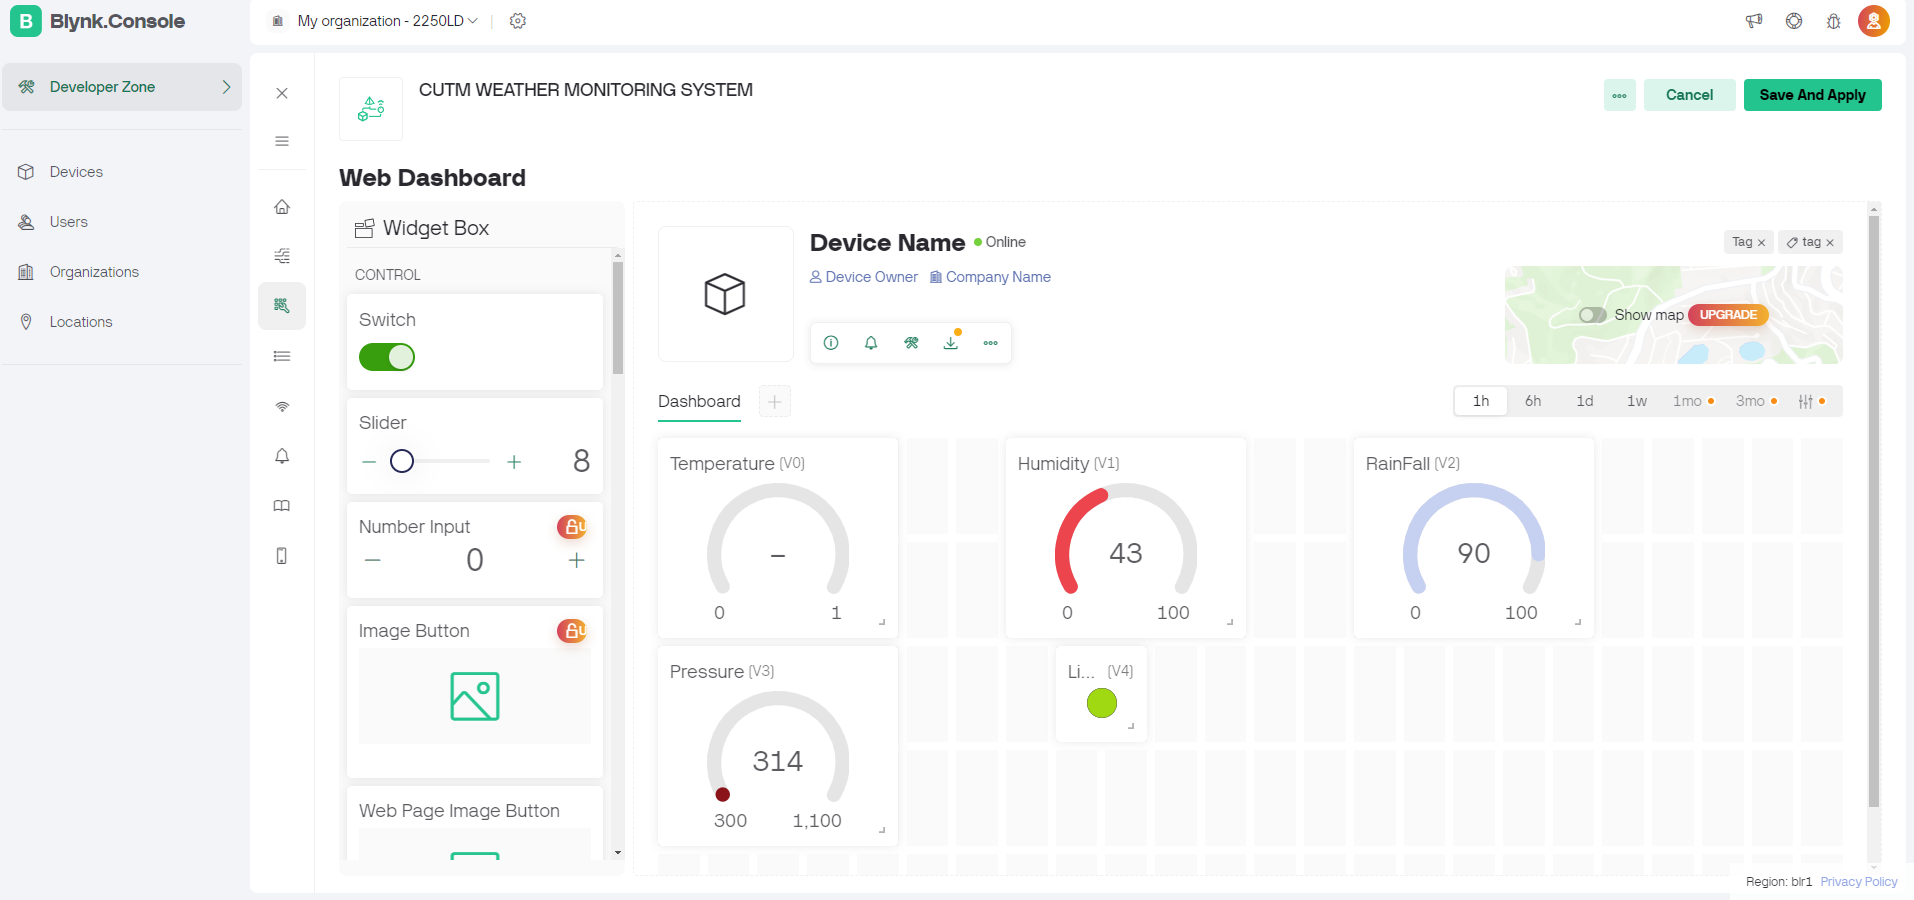 B Blynk.Console
My organization - 2250LD
Developer Zone
Devices
Users
Organizations
Locations
CUTM WEATHER MONITORING SYSTEM
Cancel
Save And Apply
Web Dashboard
Widget Box
CONTROL
Switch
Slider
8
Number Input
U
0
Image Button
U
Web Page Image Button
Device Name
Online
Device Owner
Company Name
Tag
tag
Show map
UPGRADE
Dashboard
1h 6h 1d 1w 1mo 3mo
Temperature (V0)
–
0 1
Humidity (V1)
43
0 100
RainFall (V2)
90
0 100
Pressure (V3)
314
300 1,100
Li... (V4)
Region: blr1 Privacy Policy